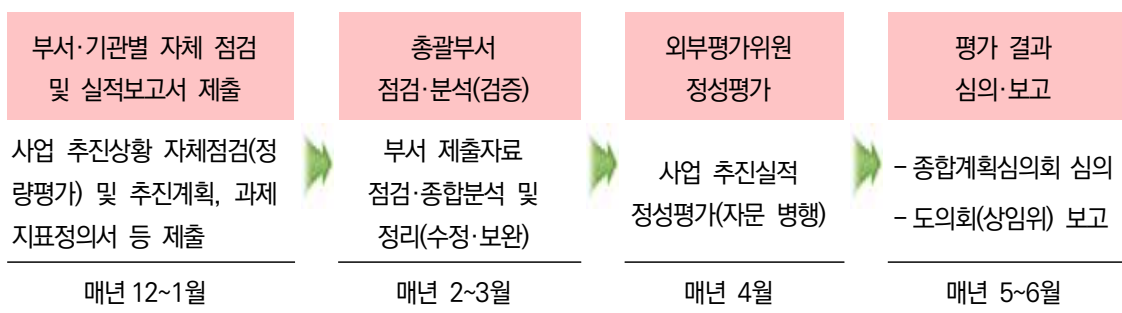 부서·기관별 자체 점검
및 실적보고서 제출
사업 추진상황 자체점검(정
량평가) 및 추진계획, 과제
지표정의서 등 제출
매년 12~1월
총괄부서
점검·분석(검증)
부서 제출자료
점검·종합분석 및
정리(수정·보완)
매년 2~3월
외부평가위원
정성평가
사업 추진실적
정성평가(자문 병행)
매년 4월
평가 결과
심의·보고
- 종합계획심의회 심의
- 도의회(상임위) 보고
매년 5~6월